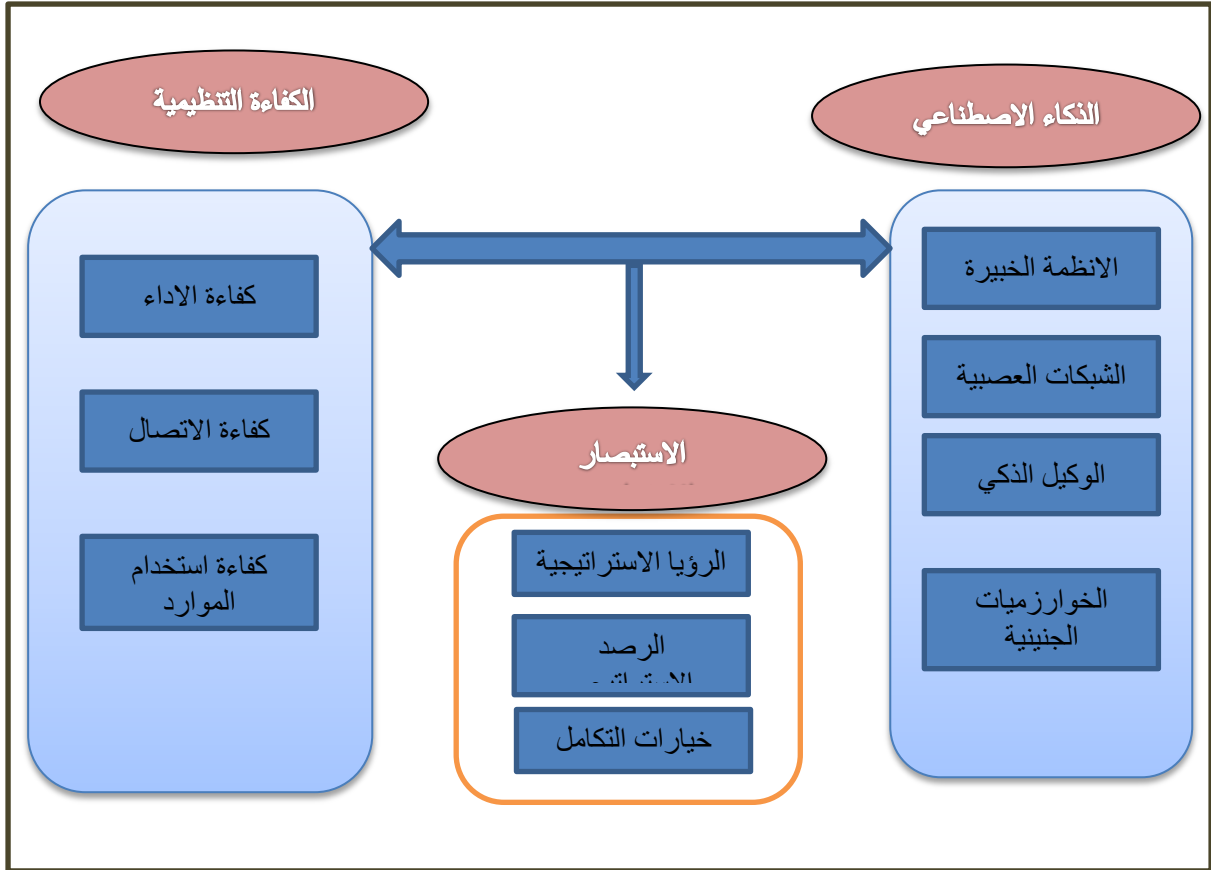 الذكاء الاصطناعي
الانظمة الخبيرة
الشبكات العصبية
الوكيل الذكي
الخوارزميات
الجنينية
الكفاءة التنظيمية
كفاءة الاداء
كفاءة الاتصال
كفاءة استخدام
الموارد
الاستبصار
الرؤيا الاستراتيجية
الرصد
خيارات التكامل